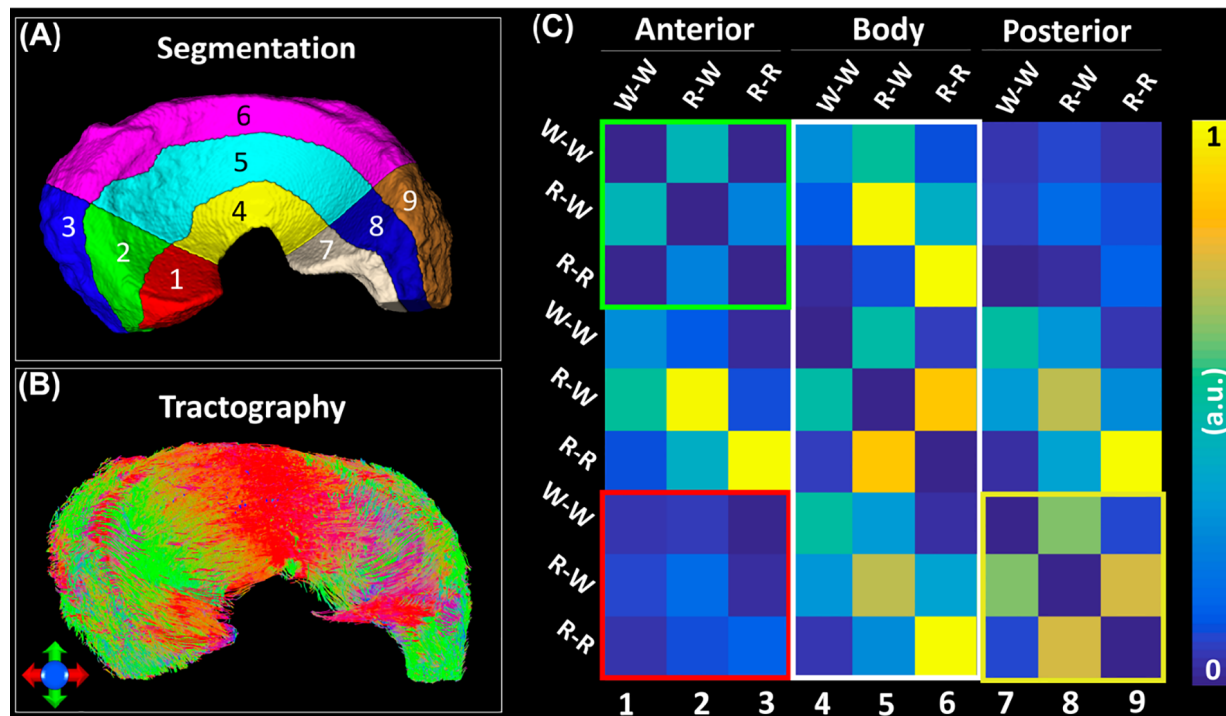 (A)
Segmentation
6
5
4
3
2
1
7
8
9
(B)
Tractography
(C)
Anterior Body Posterior
W-W R-W R-R W-W R-W R-R W-W R-W R-R
W-W
R-W
R-R
W-W
R-W
R-R
W-W
R-W
R-R
1 2 3 4 5 6 7 8 9
1
(a.u.)
0